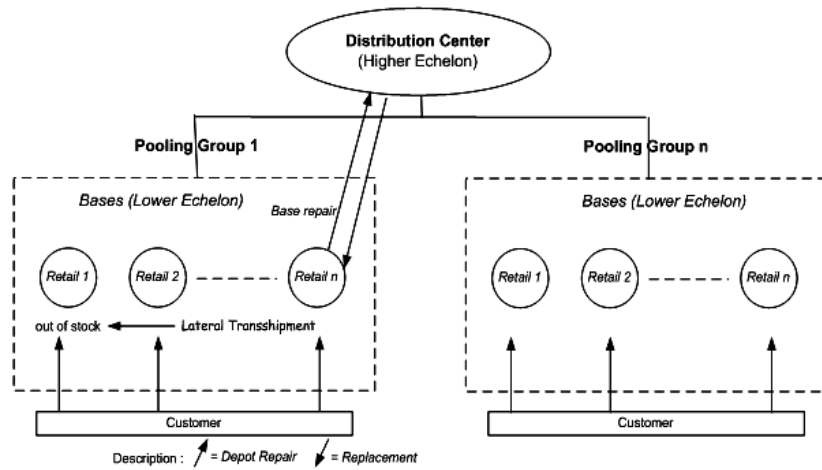 Distribution Center
(Higher Echelon)
Pooling Group 1
Pooling Group n
Bases (Lower Echelon)
Bases (Lower Echelon)
Base repair
Retail 1
Retail 2
Retail n
Retail 1
Retail 2
Retail n
out of stock
Lateral Transshipment
Customer
Customer
Description : = Depot Repair = Replacement